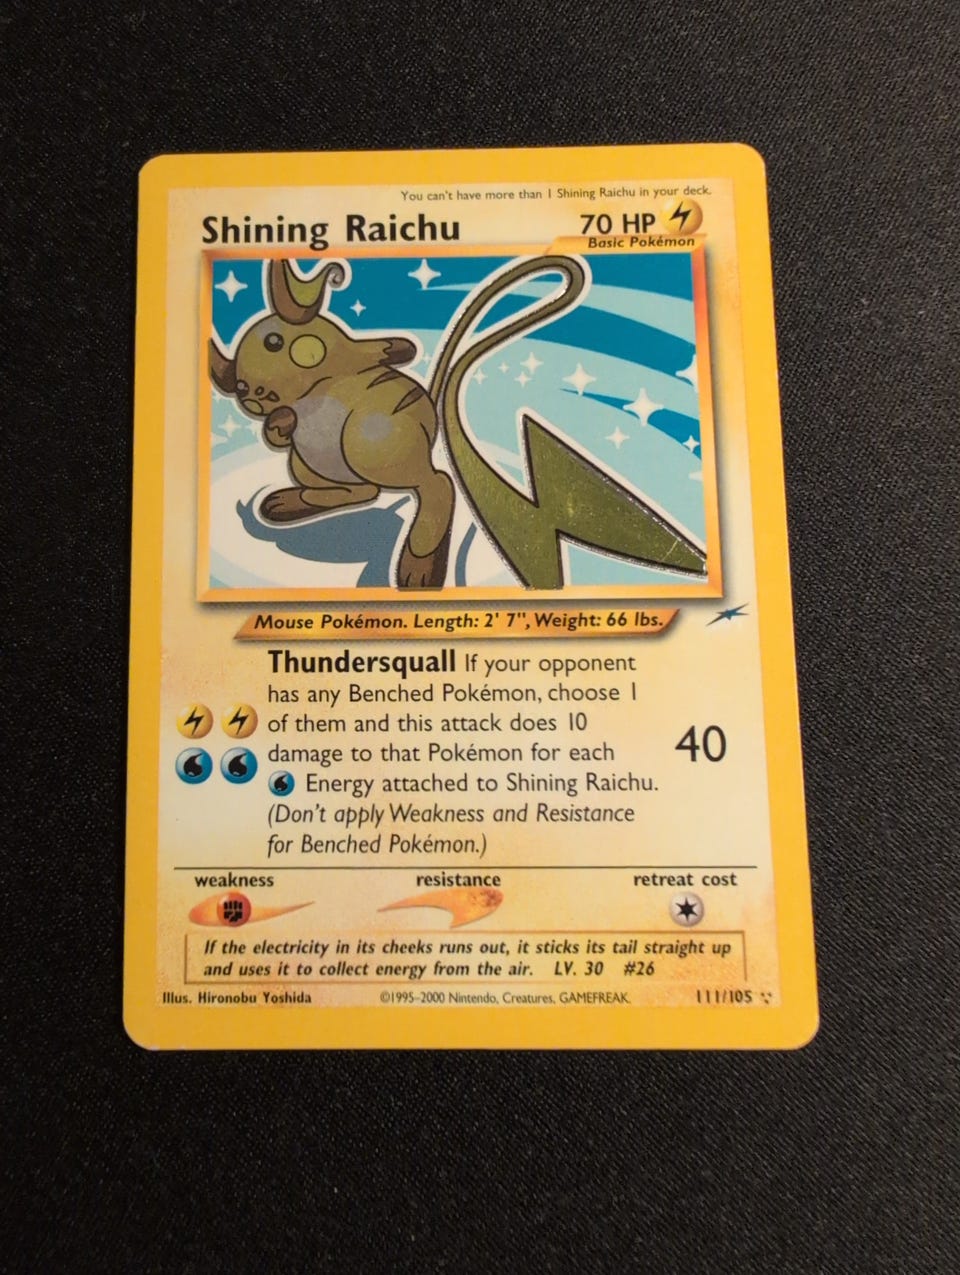 You can't have more than 1 Shining Raichu in your deck.
Shining Raichu 70 HP
Basic Pokémon
Mouse Pokémon. Length: 2' 7", Weight: 66 lbs.
Thundersquall If your opponent
has any Benched Pokémon, choose 1
of them and this attack does 10
damage to that Pokémon for each
Energy attached to Shining Raichu.
(Don't apply Weakness and Resistance
for Benched Pokémon.)
40
weakness resistance retreat cost
If the electricity in its cheeks runs out, it sticks its tail straight up
and uses it to collect energy from the air. LV. 30 #26
Illus. Hironobu Yoshida ©1995-2000 Nintendo, Creatures, GAMEFREAK. 111/105